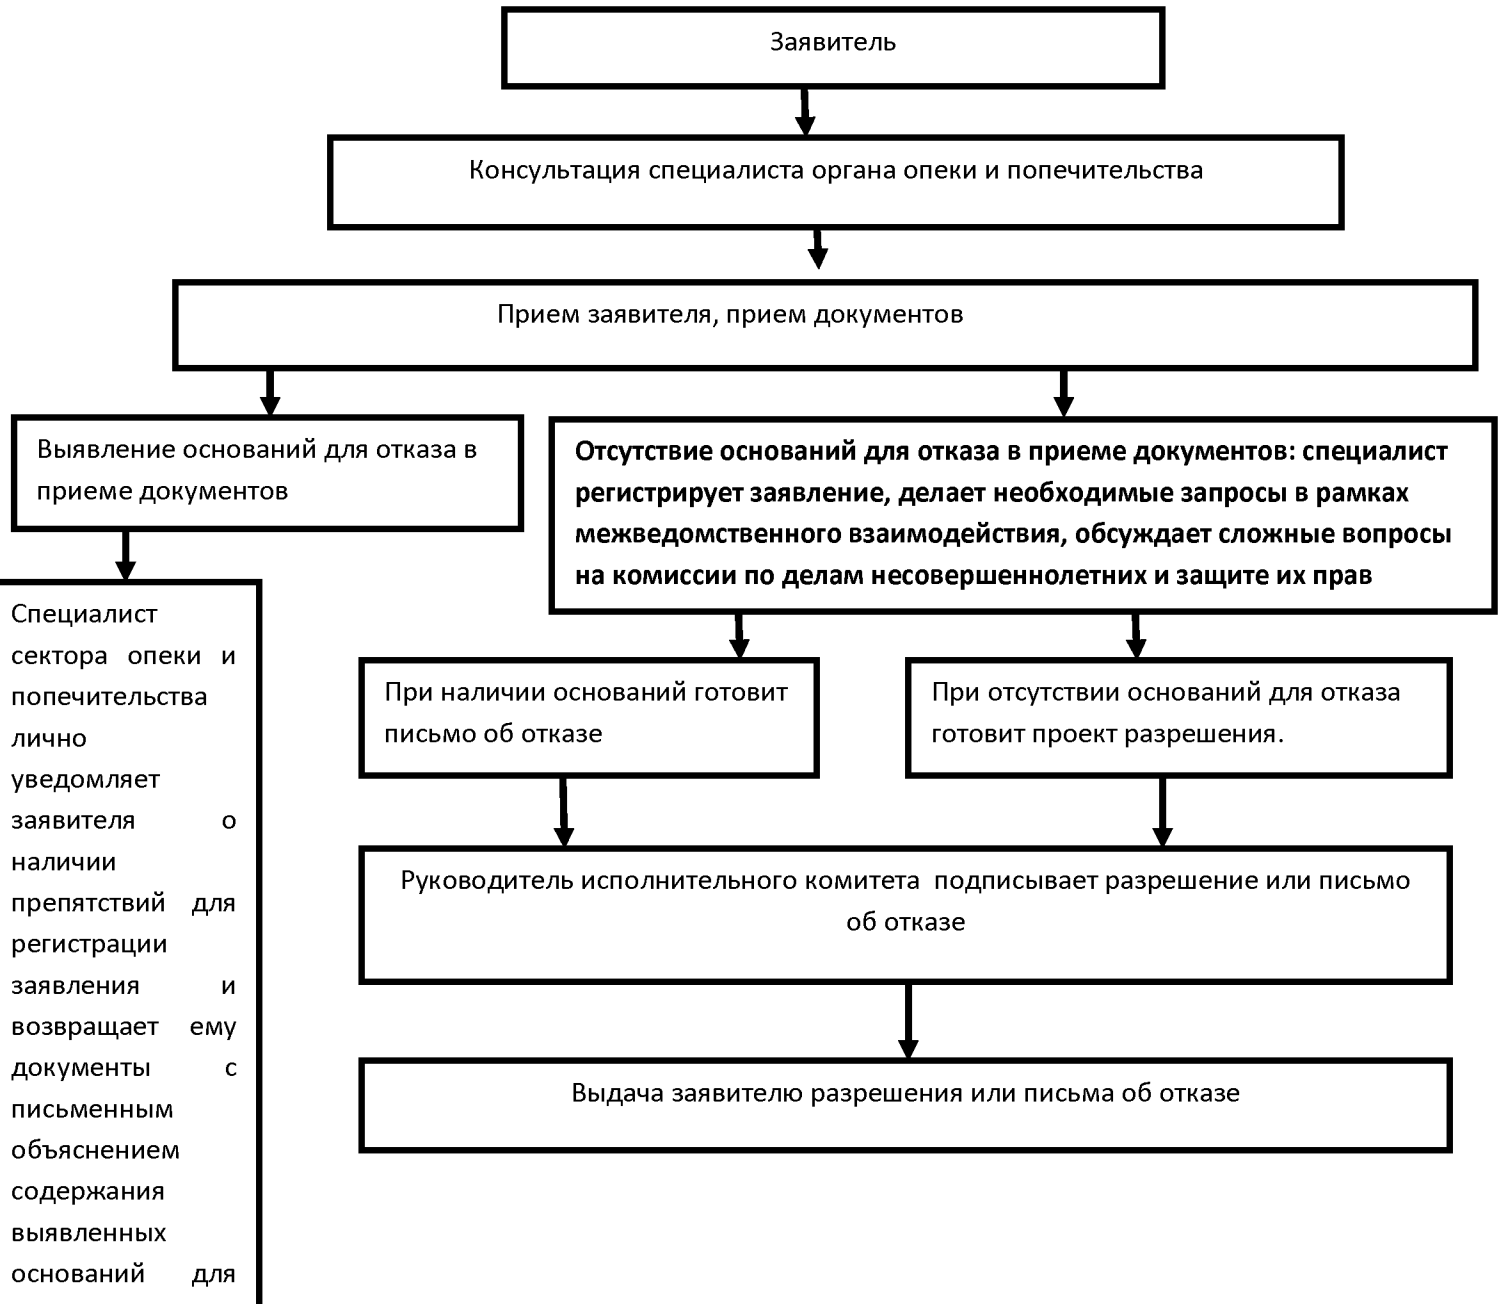 Заявитель
Консультация специалиста органа опеки и попечительства
Прием заявителя, прием документов
Выявление оснований для отказа в
приеме документов
Отсутствие оснований для отказа в приеме документов: специалист
регистрирует заявление, делает необходимые запросы в рамках
межведомственного взаимодействия, обсуждает сложные вопросы
на комиссии по делам несовершеннолетних и защите их прав
Специалист
сектора опеки и
попечительства
лично
уведомляет
заявителя о
наличии
препятствий для
регистрации
заявления и
возвращает ему
документы с
письменным
объяснением
содержания
выявленных
оснований для
При наличии оснований готовит
письмо об отказе
При отсутствии оснований для отказа
готовит проект разрешения.
Руководитель исполнительного комитета подписывает разрешение или письмо
об отказе
Выдача заявителю разрешения или письма об отказе